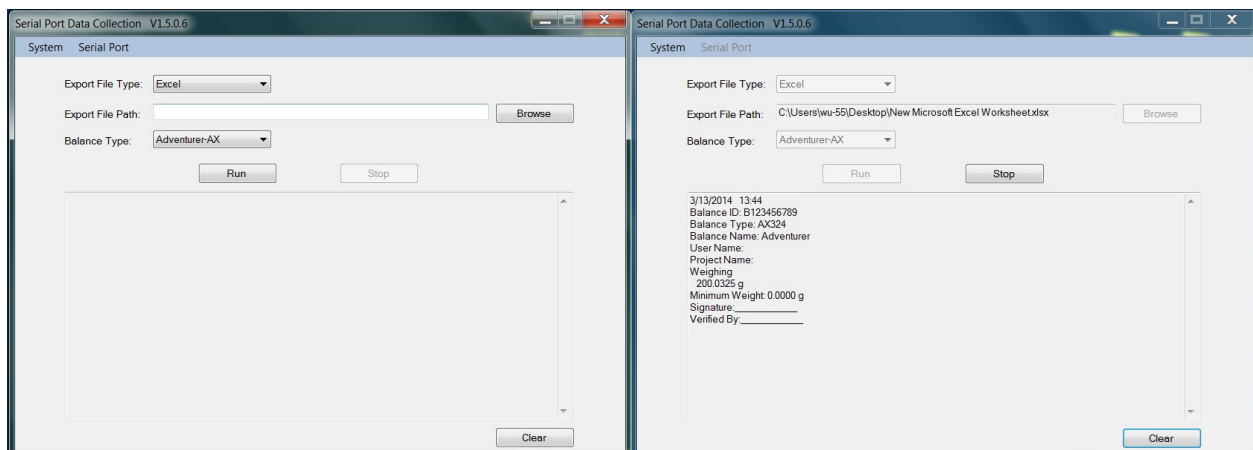 Serial Port Data Collection V1.5.0.6
System Serial Port
Export File Type: Excel
Export File Path: Browse
Balance Type: Adventurer-AX
Run Stop
Clear
Serial Port Data Collection V1.5.0.6
System Serial Port
Export File Type: Excel
Export File Path: C:\Users\wu-55\Desktop\New Microsoft Excel Worksheet.xlsx Browse
Balance Type: Adventurer-AX
Run Stop
3/13/2014 13:44
Balance ID: B123456789
Balance Type: AX324
Balance Name: Adventurer
User Name:
Project Name:
Weighing
200.0325 g
Minimum Weight: 0.0000 g
Signature:____________
Verified By:____________
Clear